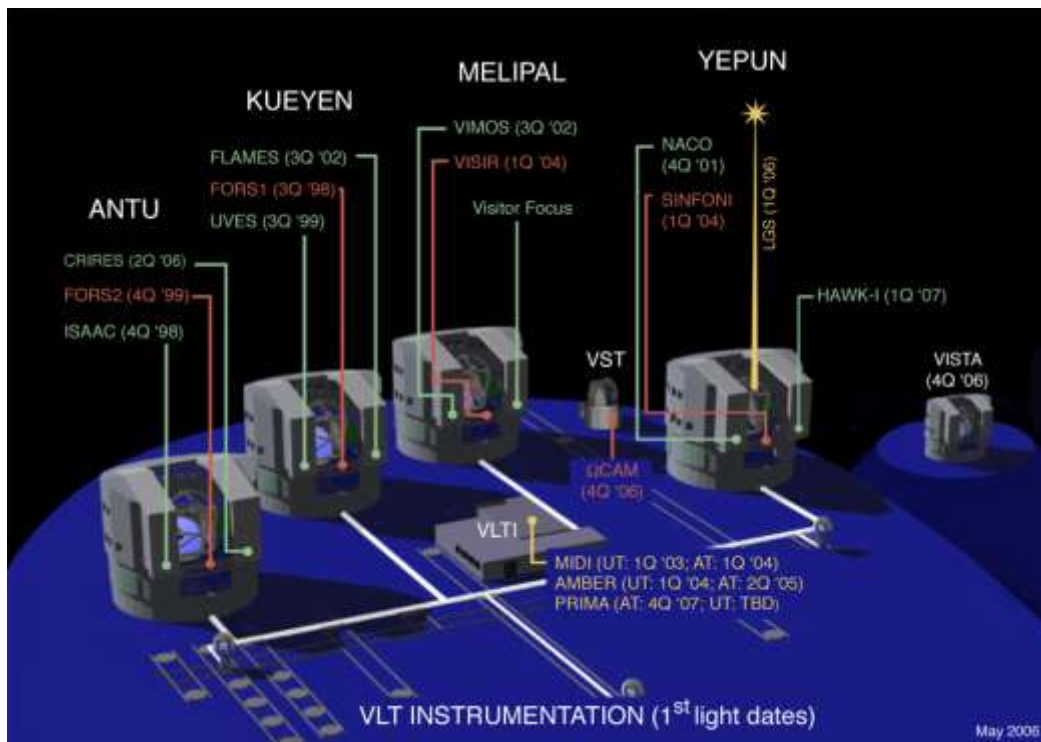 YEPUN
MELIPAL
KUEYEN
ANTU
VIMOS (3Q '02)
VISIR (1Q '04)
Visitor Focus
NACO
(4Q '01)
SINFONI
(1Q '04)
LGS (1Q '06)
HAWK-I (1Q '07)
FLAMES (3Q '02)
FORS1 (3Q '98)
UVES (3Q '99)
CRIRES (2Q '06)
FORS2 (4Q '99)
ISAAC (4Q '98)
VST
VISTA
(4Q '06)
ΩCAM
(4Q '06)
VLTI
MIDI (UT: 1Q '03; AT: 1Q '04)
AMBER (UT: 1Q '04; AT: 2Q '05)
PRIMA (AT: 4Q '07; UT: TBD)
VLT INSTRUMENTATION (1st light dates)
May 2006